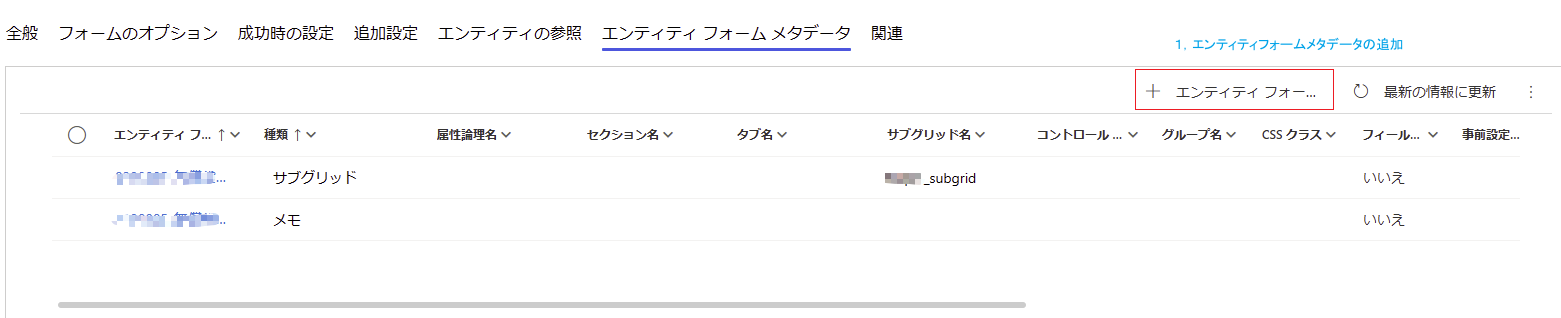 全般 フォームのオプション 成功時の設定 追加設定 エンティティの参照 エンティティ フォーム メタデータ 関連
1. エンティティフォームメタデータの追加
＋ エンティティ フォー... 最新の情報に更新
エンティティ フ... ↑ 種類 ↑ 属性論理名 セクション名 タブ名 サブグリッド名 コントロール ... グループ名 CSS クラス フィール... 事前設定...
サブグリッド _subgrid いいえ
メモ いいえ